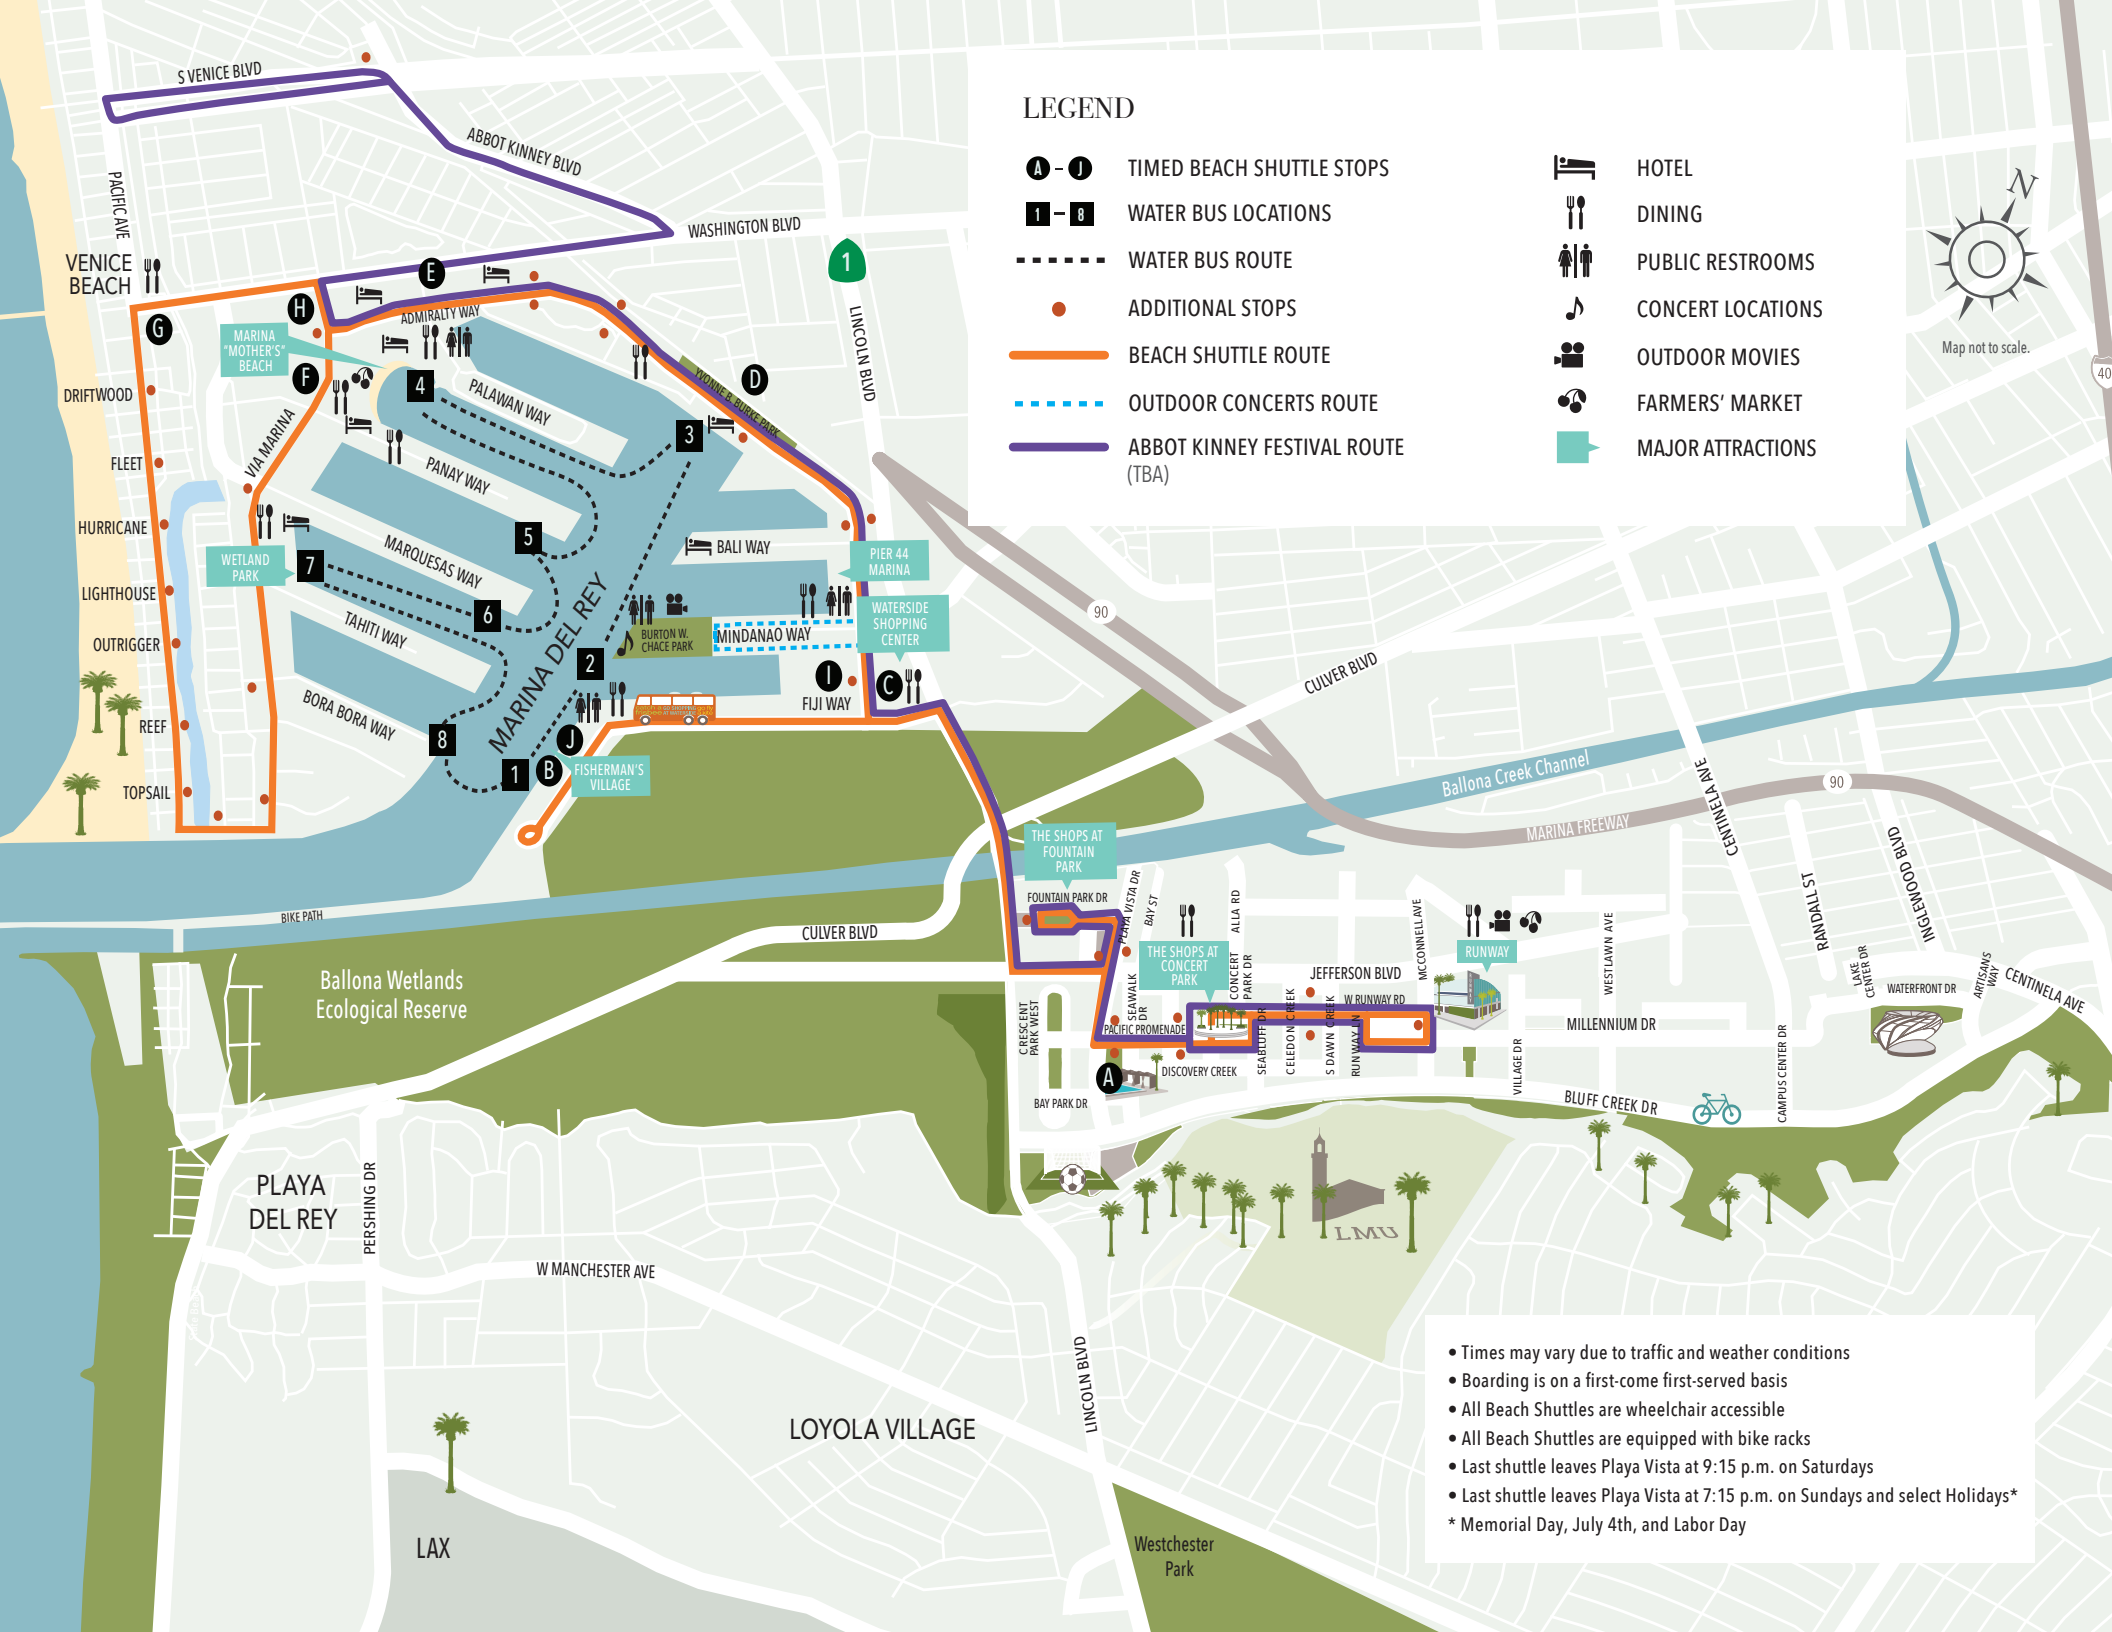 S VENICE BLVD
ABBOT KINNEY BLVD
PACIFIC AVE
WASHINGTON BLVD
1
LINCOLN BLVD
VENICE
BEACH
E
H
G
ADMIRALTY WAY
MARINA
"MOTHER'S"
BEACH
F
4
PALAWAN WAY
YVONNE B. BURKE PARK
D
3
DRIFTWOOD
VIA MARINA
FLEET
PANAY WAY
HURRICANE
5
MARQUESAS WAY
BALI WAY
PIER 44
MARINA
WETLAND
PARK
7
LIGHTHOUSE
6
TAHITI WAY
MARINA DEL REY
BURTON W.
CHACE PARK
MINDANAO WAY
WATERSIDE
SHOPPING
CENTER
OUTRIGGER
2
I
C
FIJI WAY
BORA BORA WAY
REEF
8
J
1
B
FISHERMAN'S
VILLAGE
TOPSAIL
LEGEND
A - J
TIMED BEACH SHUTTLE STOPS
1 - 8
WATER BUS LOCATIONS
WATER BUS ROUTE
ADDITIONAL STOPS
BEACH SHUTTLE ROUTE
OUTDOOR CONCERTS ROUTE
ABBOT KINNEY FESTIVAL ROUTE
(TBA)
HOTEL
DINING
PUBLIC RESTROOMS
CONCERT LOCATIONS
OUTDOOR MOVIES
FARMERS' MARKET
MAJOR ATTRACTIONS
N
Map not to scale.
40
90
CULVER BLVD
Ballona Creek Channel
90
MARINA FREEWAY
CENTINELA AVE
INGLEWOOD BLVD
RANDALL ST
THE SHOPS AT
FOUNTAIN
PARK
FOUNTAIN PARK DR
PLAYA VISTA DR
BAY ST
ALLA RD
MCCONNELL AVE
WESTLAWN AVE
BIKE PATH
CULVER BLVD
THE SHOPS AT
CONCERT
PARK
CONCERT
PARK DR
RUNWAY
JEFFERSON BLVD
W RUNWAY RD
LAKE
CENTER DR
WATERFRONT DR
ARTISANS
WAY
CENTINELA AVE
Ballona Wetlands
Ecological Reserve
CRESCENT
PARK WEST
SEAWALK
DR
PACIFIC PROMENADE
SEABLUFF DR
CELEDON CREEK
S DAWN CREEK
RUNWAY LN
MILLENNIUM DR
VILLAGE DR
CAMPUS CENTER DR
A
DISCOVERY CREEK
BAY PARK DR
BLUFF CREEK DR
LMU
PLAYA
DEL REY
PERSHING DR
W MANCHESTER AVE
LINCOLN BLVD
LOYOLA VILLAGE
LAX
Westchester
Park
• Times may vary due to traffic and weather conditions
• Boarding is on a first-come first-served basis
• All Beach Shuttles are wheelchair accessible
• All Beach Shuttles are equipped with bike racks
• Last shuttle leaves Playa Vista at 9:15 p.m. on Saturdays
• Last shuttle leaves Playa Vista at 7:15 p.m. on Sundays and select Holidays*
* Memorial Day, July 4th, and Labor Day